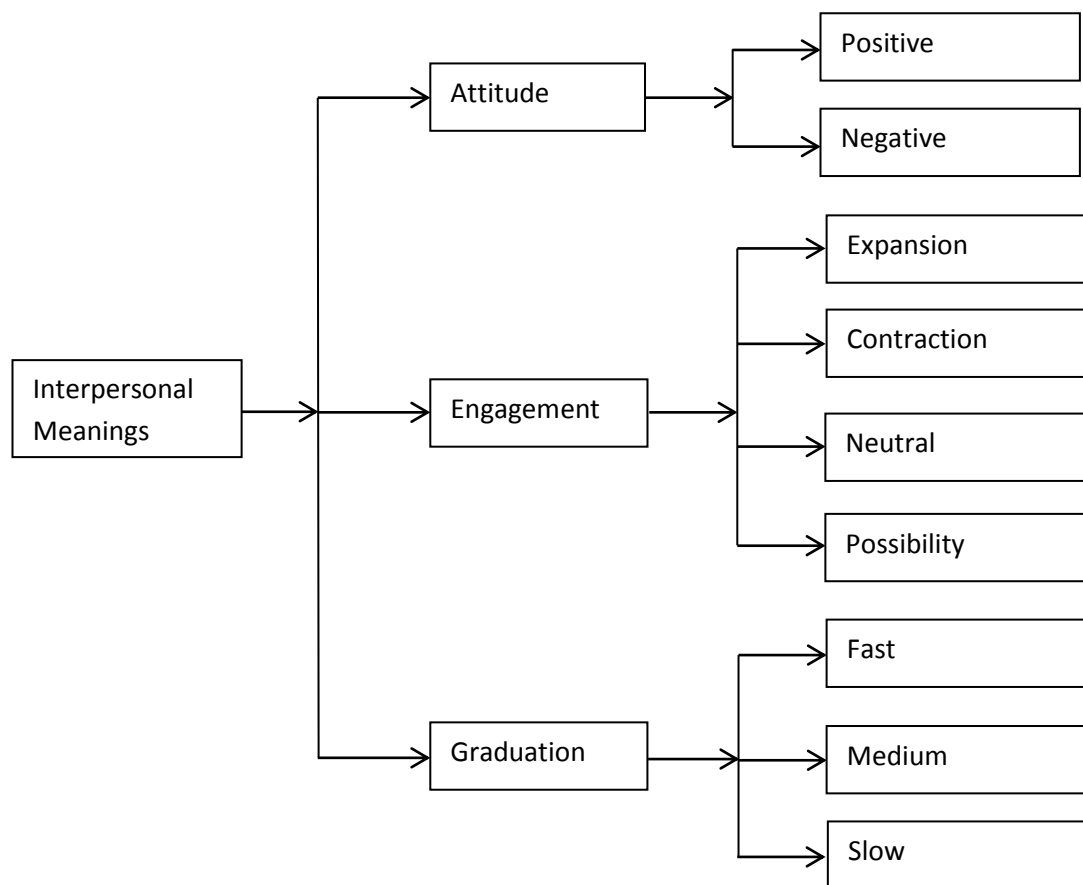 Positive
Attitude
Negative
Expansion
Contraction
Interpersonal
Meanings
Engagement
Neutral
Possibility
Fast
Graduation
Medium
Slow